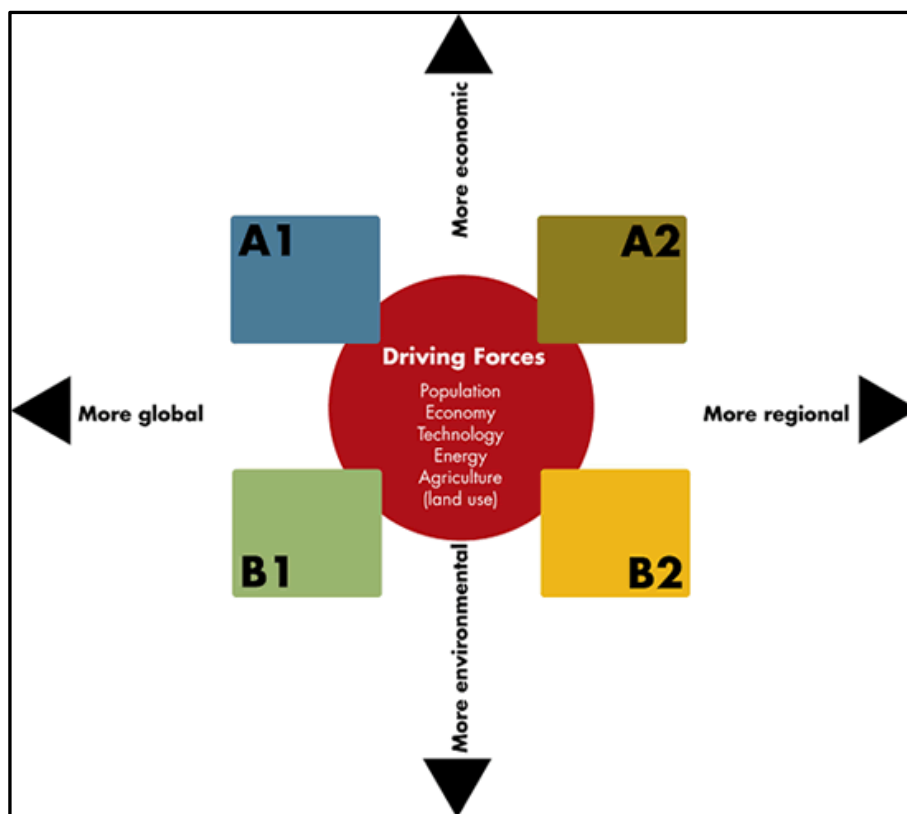 More economic
A1
A2
Driving Forces
Population
Economy
Technology
Energy
Agriculture
(land use)
More global
More regional
B1
B2
More environmental